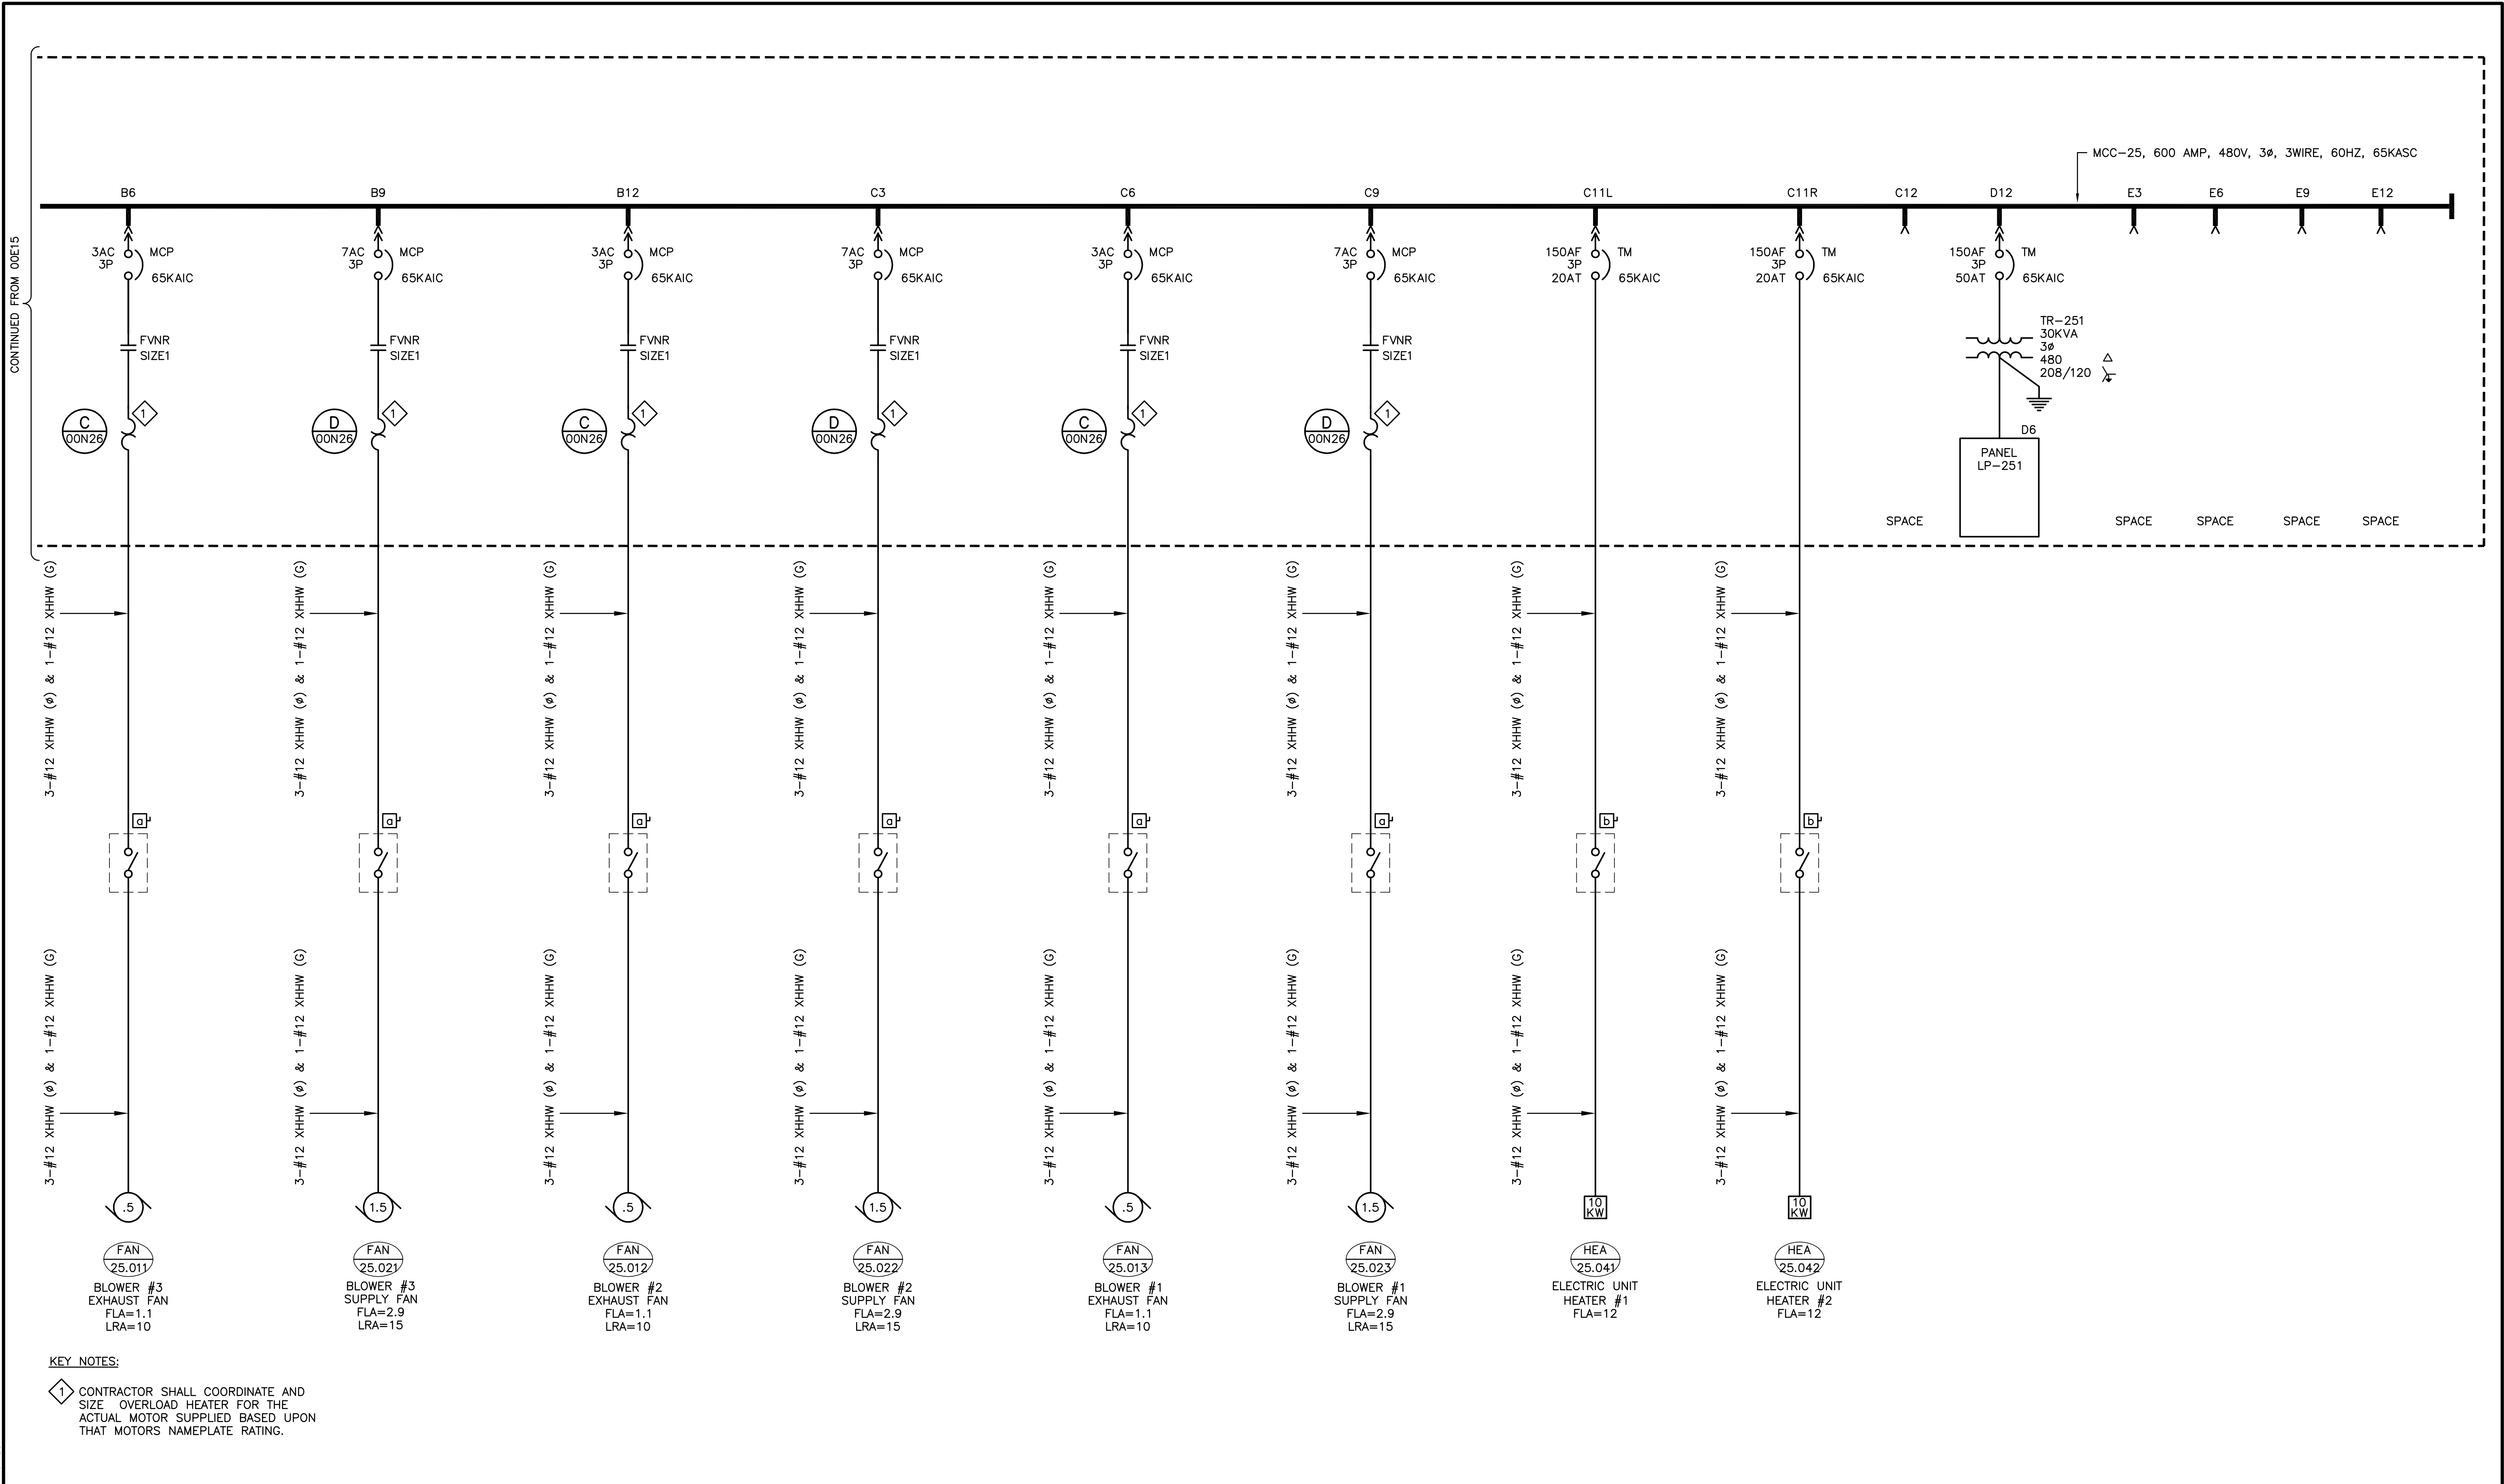 MCC-25, 600 AMP, 480V, 3ø, 3WIRE, 60HZ, 65KASC
CONTINUED FROM 00E15
B6
B9
B12
C3
C6
C9
C11L
C11R
C12
D12
E3
E6
E9
E12
3AC
3P
MCP
65KAIC
7AC
3P
MCP
65KAIC
3AC
3P
MCP
65KAIC
7AC
3P
MCP
65KAIC
3AC
3P
MCP
65KAIC
7AC
3P
MCP
65KAIC
150AF
3P
20AT
TM
65KAIC
150AF
3P
20AT
TM
65KAIC
150AF
3P
50AT
TM
65KAIC
FVNR
SIZE1
FVNR
SIZE1
FVNR
SIZE1
FVNR
SIZE1
FVNR
SIZE1
FVNR
SIZE1
TR-251
30KVA
3ø
480
208/120
C
00N26
1
D
00N26
1
C
00N26
1
D
00N26
1
C
00N26
1
D
00N26
1
D6
PANEL
LP-251
SPACE
SPACE
SPACE
SPACE
SPACE
3-#12 XHHW (ø) & 1-#12 XHHW (G)
3-#12 XHHW (ø) & 1-#12 XHHW (G)
3-#12 XHHW (ø) & 1-#12 XHHW (G)
3-#12 XHHW (ø) & 1-#12 XHHW (G)
3-#12 XHHW (ø) & 1-#12 XHHW (G)
3-#12 XHHW (ø) & 1-#12 XHHW (G)
3-#12 XHHW (ø) & 1-#12 XHHW (G)
3-#12 XHHW (ø) & 1-#12 XHHW (G)
a
a
a
a
a
a
b
b
3-#12 XHHW (ø) & 1-#12 XHHW (G)
3-#12 XHHW (ø) & 1-#12 XHHW (G)
3-#12 XHHW (ø) & 1-#12 XHHW (G)
3-#12 XHHW (ø) & 1-#12 XHHW (G)
3-#12 XHHW (ø) & 1-#12 XHHW (G)
3-#12 XHHW (ø) & 1-#12 XHHW (G)
3-#12 XHHW (ø) & 1-#12 XHHW (G)
3-#12 XHHW (ø) & 1-#12 XHHW (G)
.5
1.5
.5
1.5
.5
1.5
10
KW
10
KW
FAN
25.011
BLOWER #3
EXHAUST FAN
FLA=1.1
LRA=10
FAN
25.021
BLOWER #3
SUPPLY FAN
FLA=2.9
LRA=15
FAN
25.012
BLOWER #2
EXHAUST FAN
FLA=1.1
LRA=10
FAN
25.022
BLOWER #2
SUPPLY FAN
FLA=2.9
LRA=15
FAN
25.013
BLOWER #1
EXHAUST FAN
FLA=1.1
LRA=10
FAN
25.023
BLOWER #1
SUPPLY FAN
FLA=2.9
LRA=15
HEA
25.041
ELECTRIC UNIT
HEATER #1
FLA=12
HEA
25.042
ELECTRIC UNIT
HEATER #2
FLA=12
KEY NOTES:
1 CONTRACTOR SHALL COORDINATE AND
SIZE OVERLOAD HEATER FOR THE
ACTUAL MOTOR SUPPLIED BASED UPON
THAT MOTORS NAMEPLATE RATING.